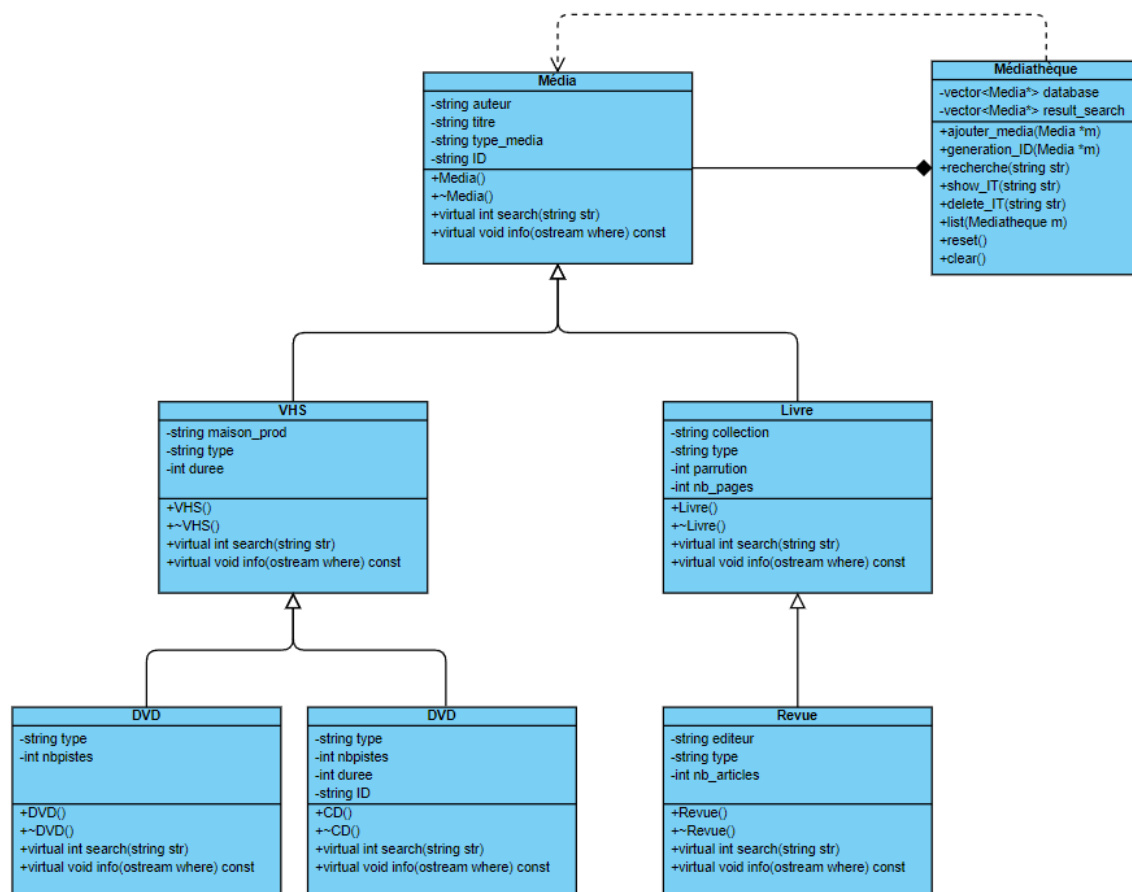 Média
-string auteur
-string titre
-string type_media
-string ID
+Media()
+~Media()
+virtual int search(string str)
+virtual void info(ostream where) const
Médiathèque
-vector<Media*> database
-vector<Media*> result_search
+ajouter_media(Media *m)
+generation_ID(Media *m)
+recherche(string str)
+show_IT(string str)
+delete_IT(string str)
+list(Mediatheque m)
+reset()
+clear()
VHS
-string maison_prod
-string type
-int duree
+VHS()
+~VHS()
+virtual int search(string str)
+virtual void info(ostream where) const
Livre
-string collection
-string type
-int parrution
-int nb_pages
+Livre()
+~Livre()
+virtual int search(string str)
+virtual void info(ostream where) const
DVD
-string type
-int nbpistes
+DVD()
+~DVD()
+virtual int search(string str)
+virtual void info(ostream where) const
DVD
-string type
-int nbpistes
-int duree
-string ID
+CD()
+~CD()
+virtual int search(string str)
+virtual void info(ostream where) const
Revue
-string editeur
-string type
-int nb_articles
+Revue()
+~Revue()
+virtual int search(string str)
+virtual void info(ostream where) const